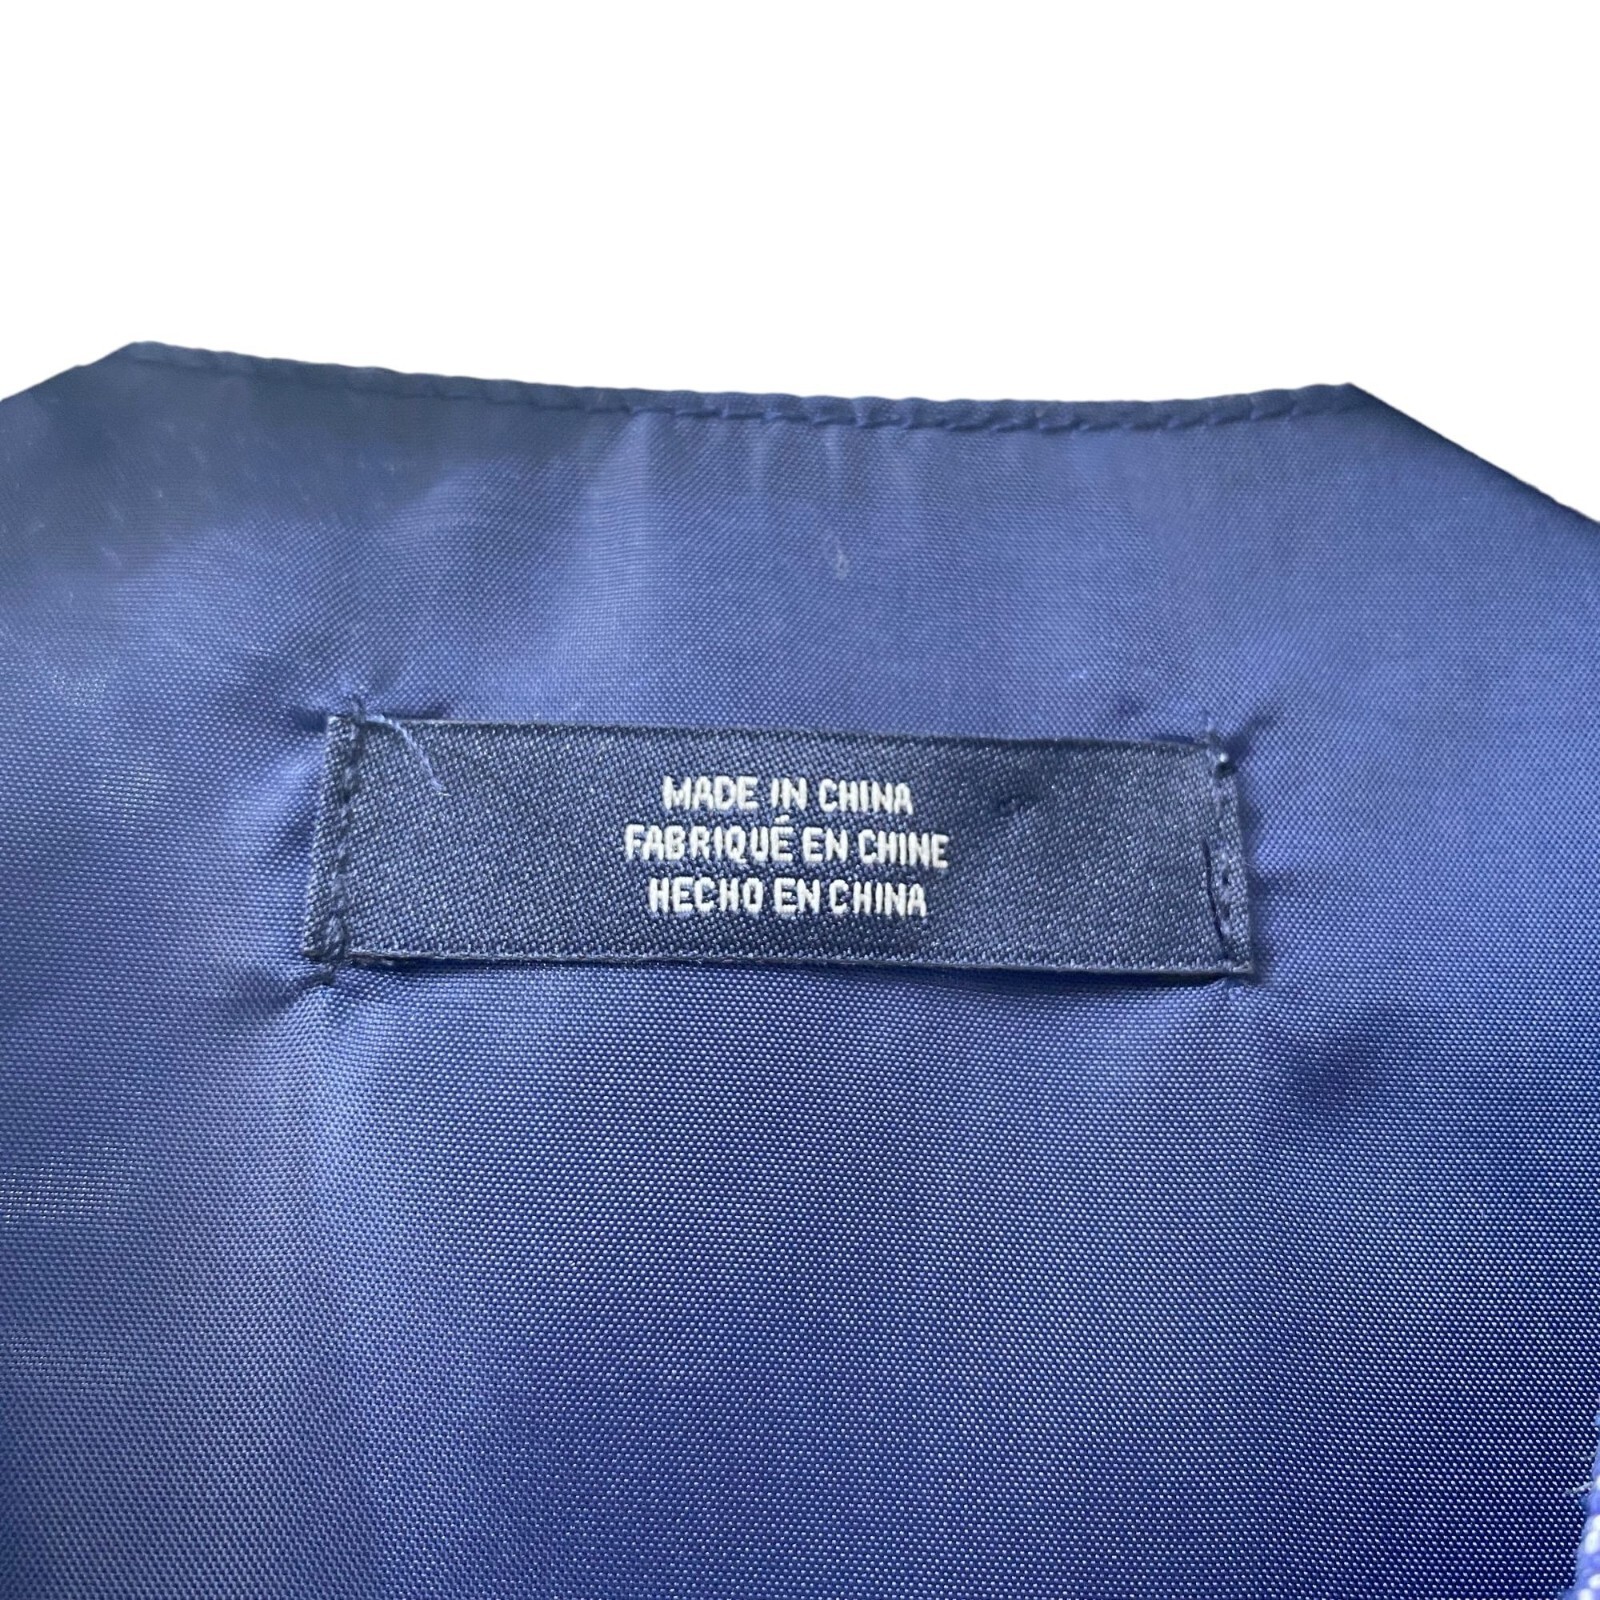 MADE IN CHINA
FABRIQUÉ EN CHINE
HECHO EN CHINA